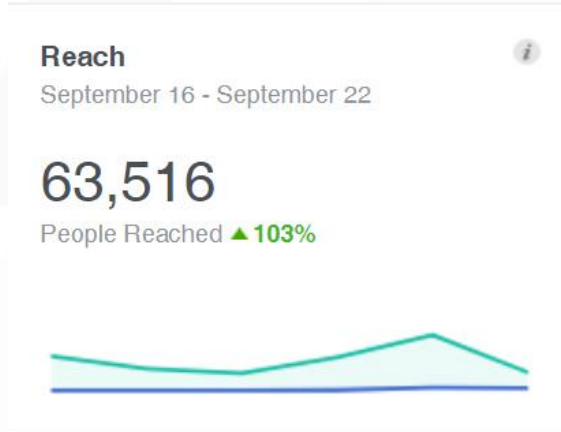 Reach
i
September 16 - September 22
63,516
People Reached ▲ 103%